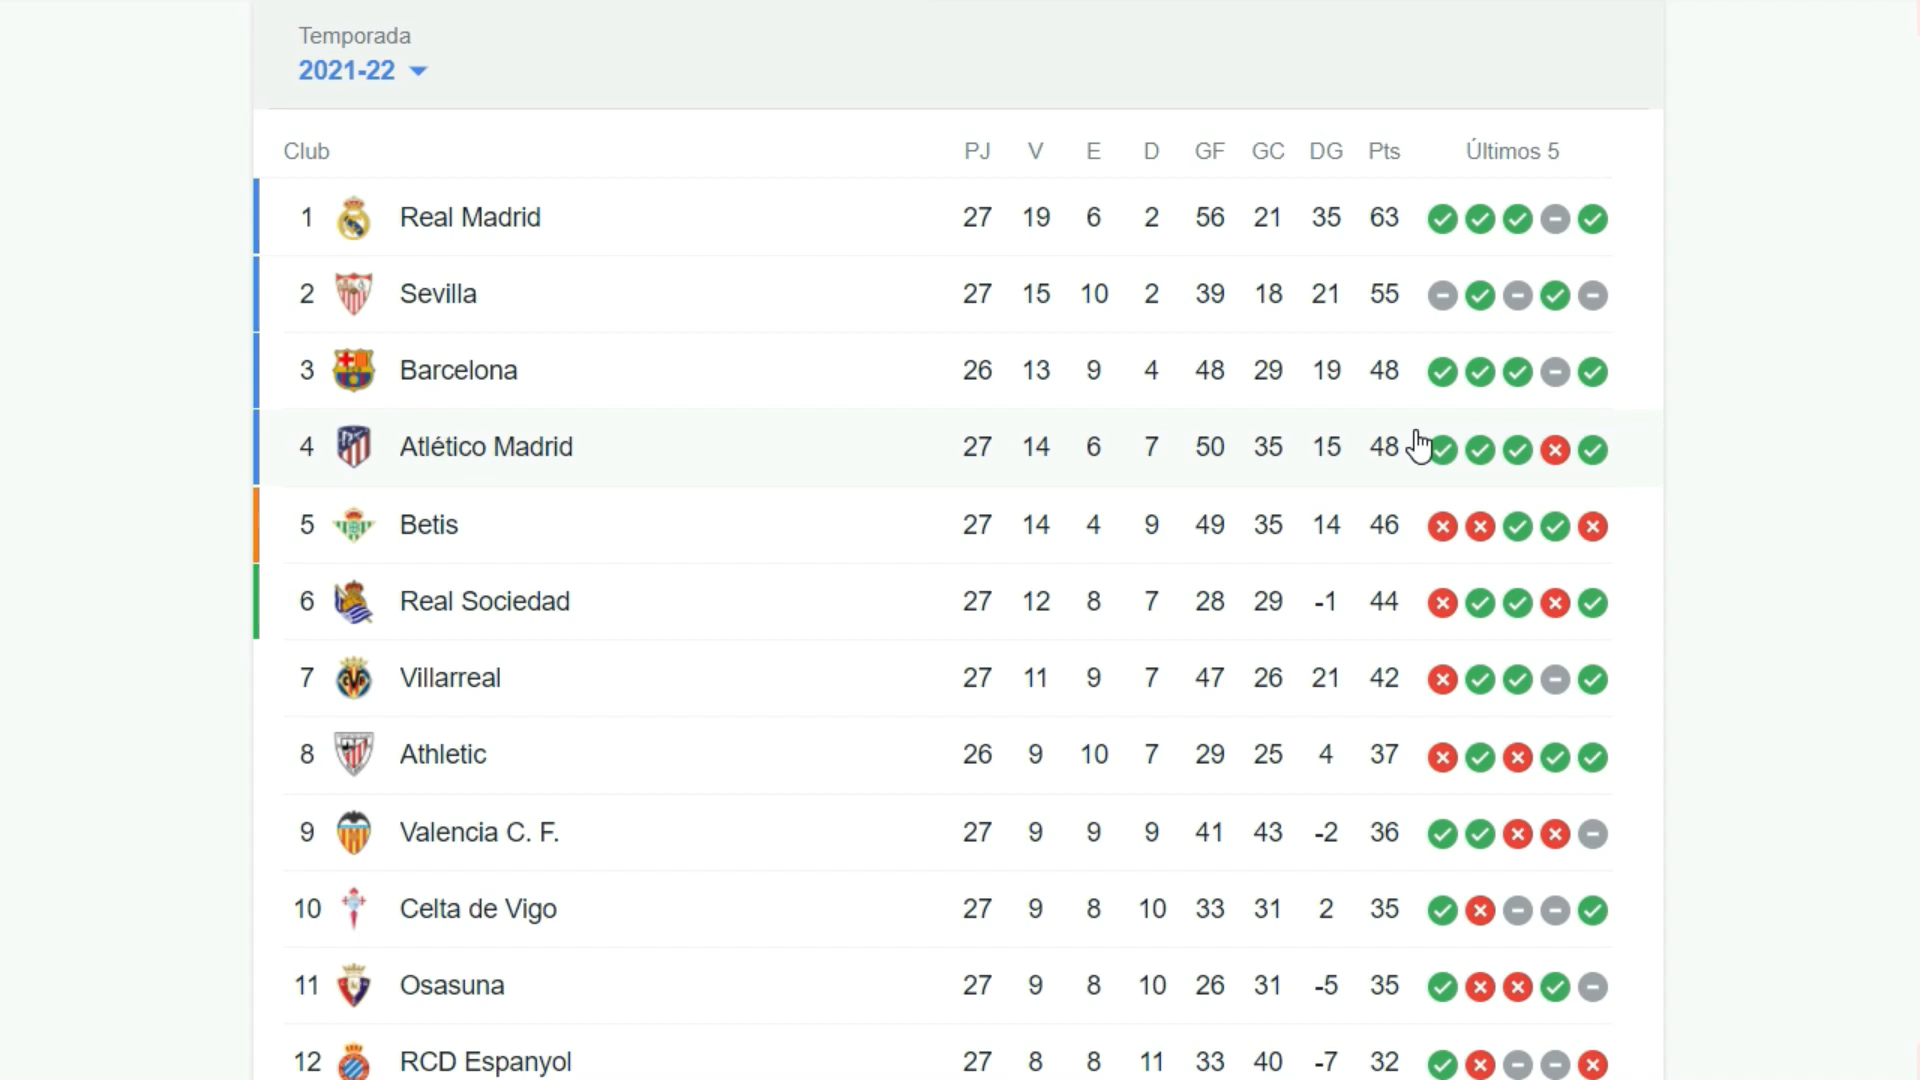 Temporada
2021-22
Club PJ V E D GF GC DG Pts Últimos 5
1 Real Madrid 27 19 6 2 56 21 35 63
2 Sevilla 27 15 10 2 39 18 21 55
3 Barcelona 26 13 9 4 48 29 19 48
4 Atlético Madrid 27 14 6 7 50 35 15 48
5 Betis 27 14 4 9 49 35 14 46
6 Real Sociedad 27 12 8 7 28 29 -1 44
7 Villarreal 27 11 9 7 47 26 21 42
8 Athletic 26 9 10 7 29 25 4 37
9 Valencia C. F. 27 9 9 9 41 43 -2 36
10 Celta de Vigo 27 9 8 10 33 31 2 35
11 Osasuna 27 9 8 10 26 31 -5 35
12 RCD Espanyol 27 8 8 11 33 40 -7 32